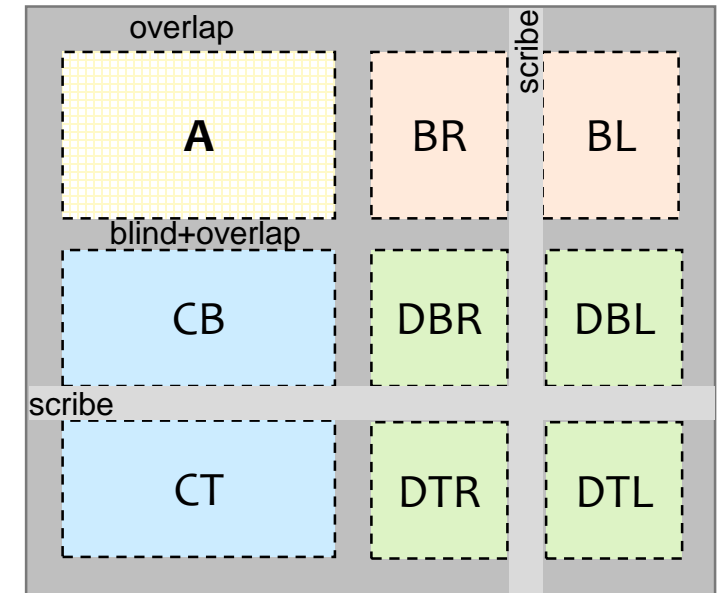 overlap
scribe
A
BR
BL
blind+overlap
CB
DBR
DBL
scribe
CT
DTR
DTL